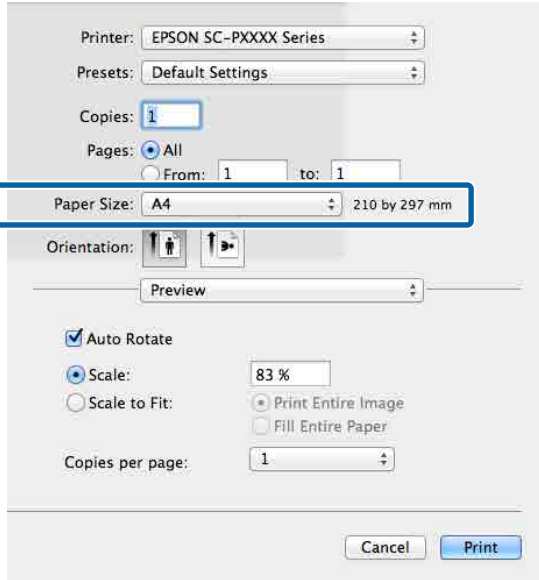 Printer: EPSON SC-PXXXX Series
Presets: Default Settings
Copies: 1
Pages: All
From: 1 to: 1
Paper Size: A4 210 by 297 mm
Orientation:
Preview
Auto Rotate
Scale: 83 %
Scale to Fit: Print Entire Image
Fill Entire Paper
Copies per page: 1
Cancel Print